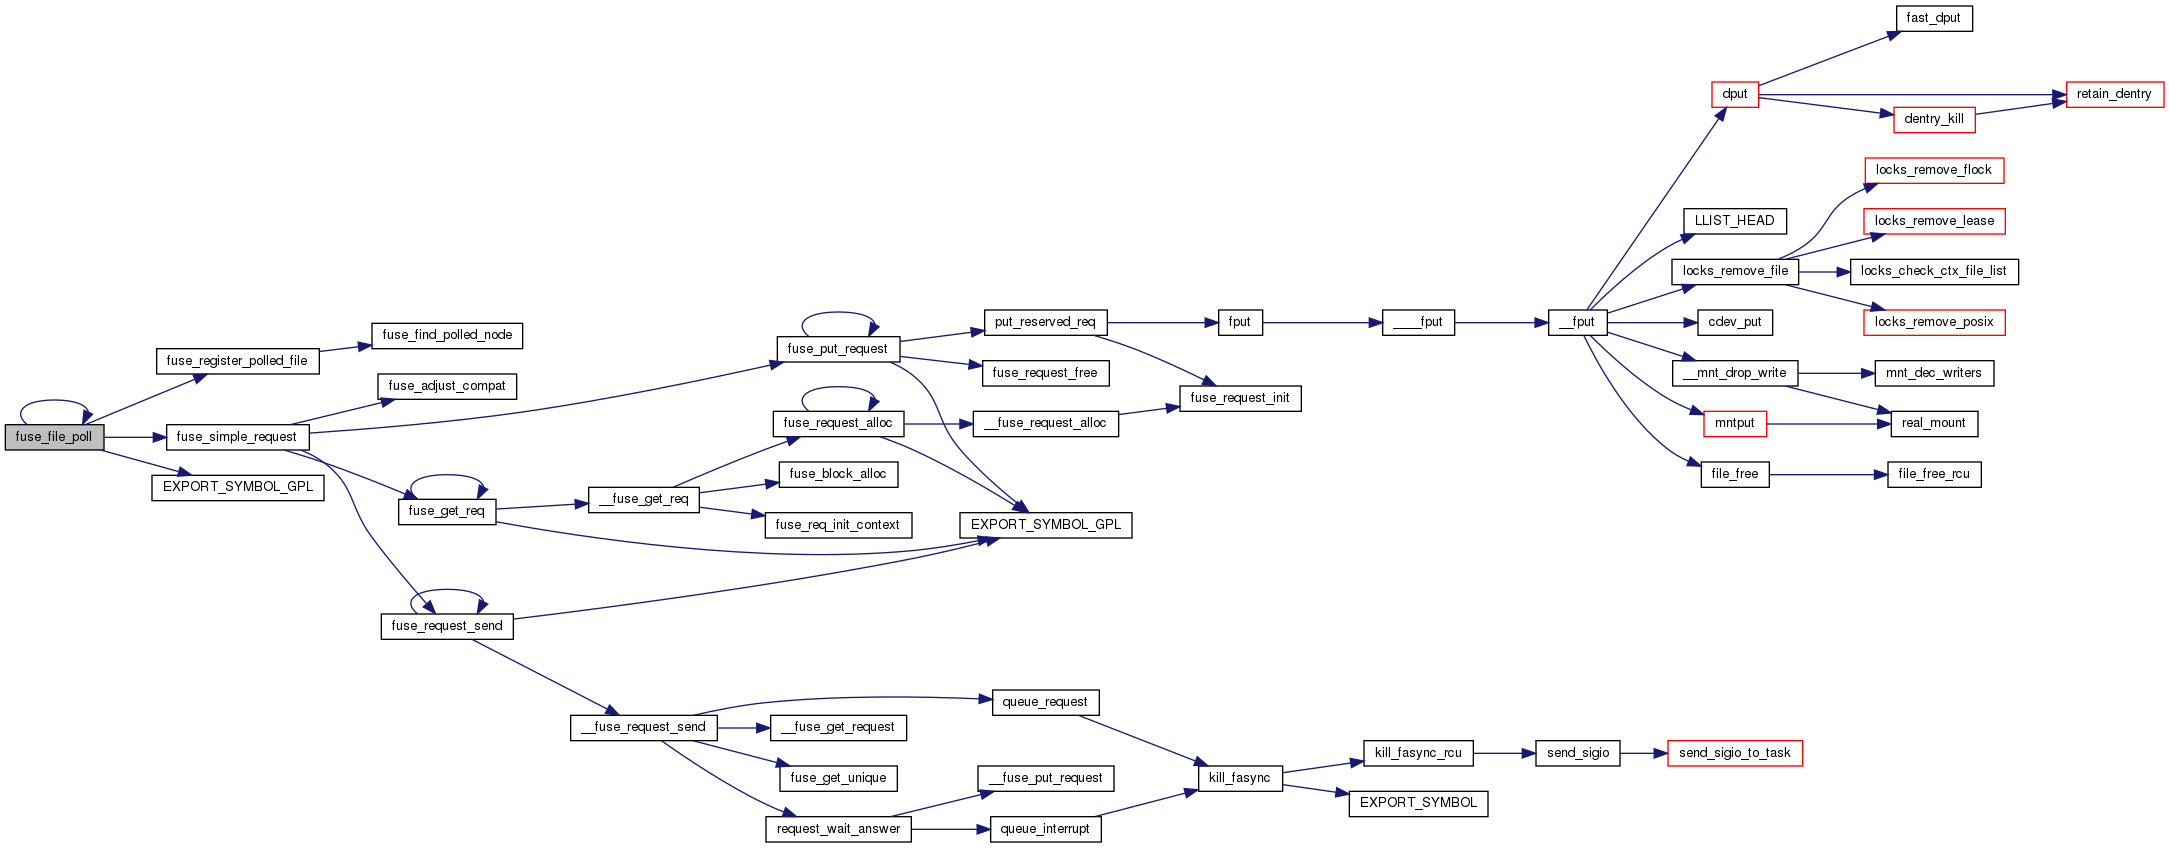 fast_dput
dput
retain_dentry
dentry_kill
locks_remove_flock
LLIST_HEAD
locks_remove_lease
locks_remove_file
locks_check_ctx_file_list
put_reserved_req
fput
____fput
__fput
cdev_put
locks_remove_posix
fuse_find_polled_node
fuse_put_request
fuse_register_polled_file
fuse_request_free
__mnt_drop_write
mnt_dec_writers
fuse_adjust_compat
fuse_request_init
fuse_request_alloc
__fuse_request_alloc
mntput
real_mount
fuse_file_poll
fuse_simple_request
fuse_block_alloc
file_free
file_free_rcu
EXPORT_SYMBOL_GPL
__fuse_get_req
fuse_get_req
fuse_req_init_context
EXPORT_SYMBOL_GPL
fuse_request_send
queue_request
__fuse_request_send
__fuse_get_request
kill_fasync_rcu
send_sigio
send_sigio_to_task
fuse_get_unique
__fuse_put_request
kill_fasync
EXPORT_SYMBOL
request_wait_answer
queue_interrupt